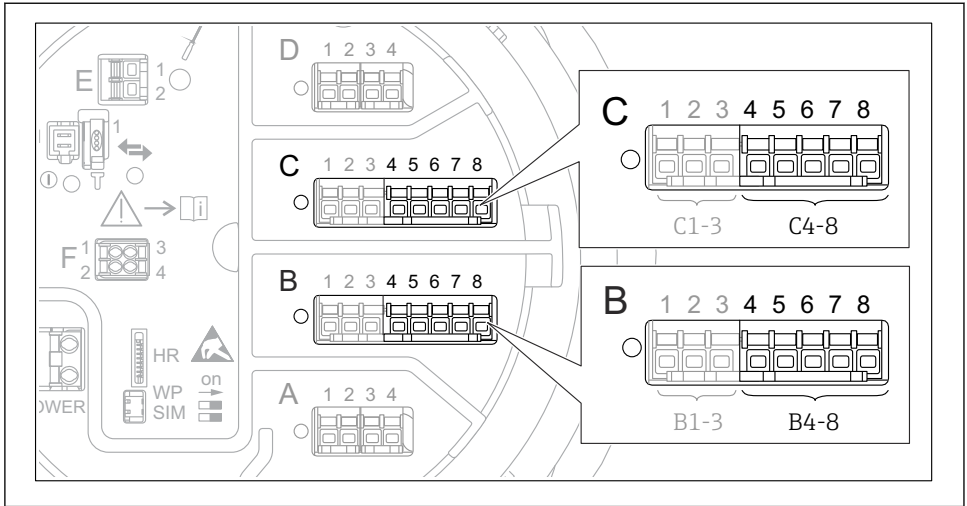 D 1 2 3 4
E 1
2
1
C 1 2 3 4 5 6 7 8
i
F 1 3
2 4
B 1 2 3 4 5 6 7 8
HR
on
WP
SIM
OWER
A 1 2 3 4
C 1 2 3 4 5 6 7 8
C1-3 C4-8
B 1 2 3 4 5 6 7 8
B1-3 B4-8